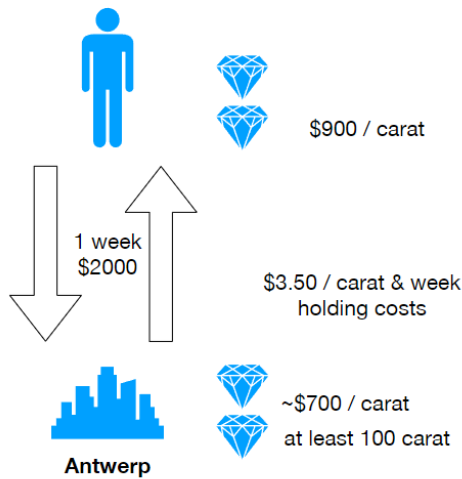 $900 / carat
1 week
$2000
$3.50 / carat & week
holding costs
~$700 / carat
at least 100 carat
Antwerp